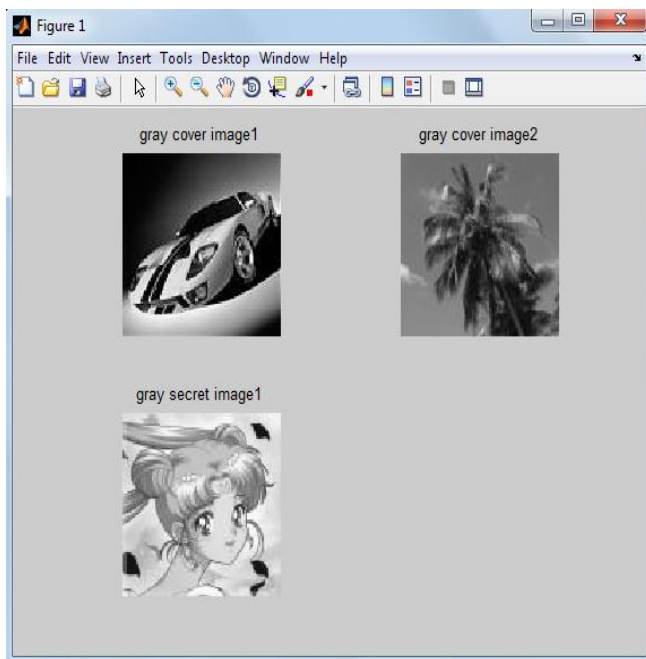 Figure 1
File Edit View Insert Tools Desktop Window Help
gray cover image1
gray cover image2
gray secret image1